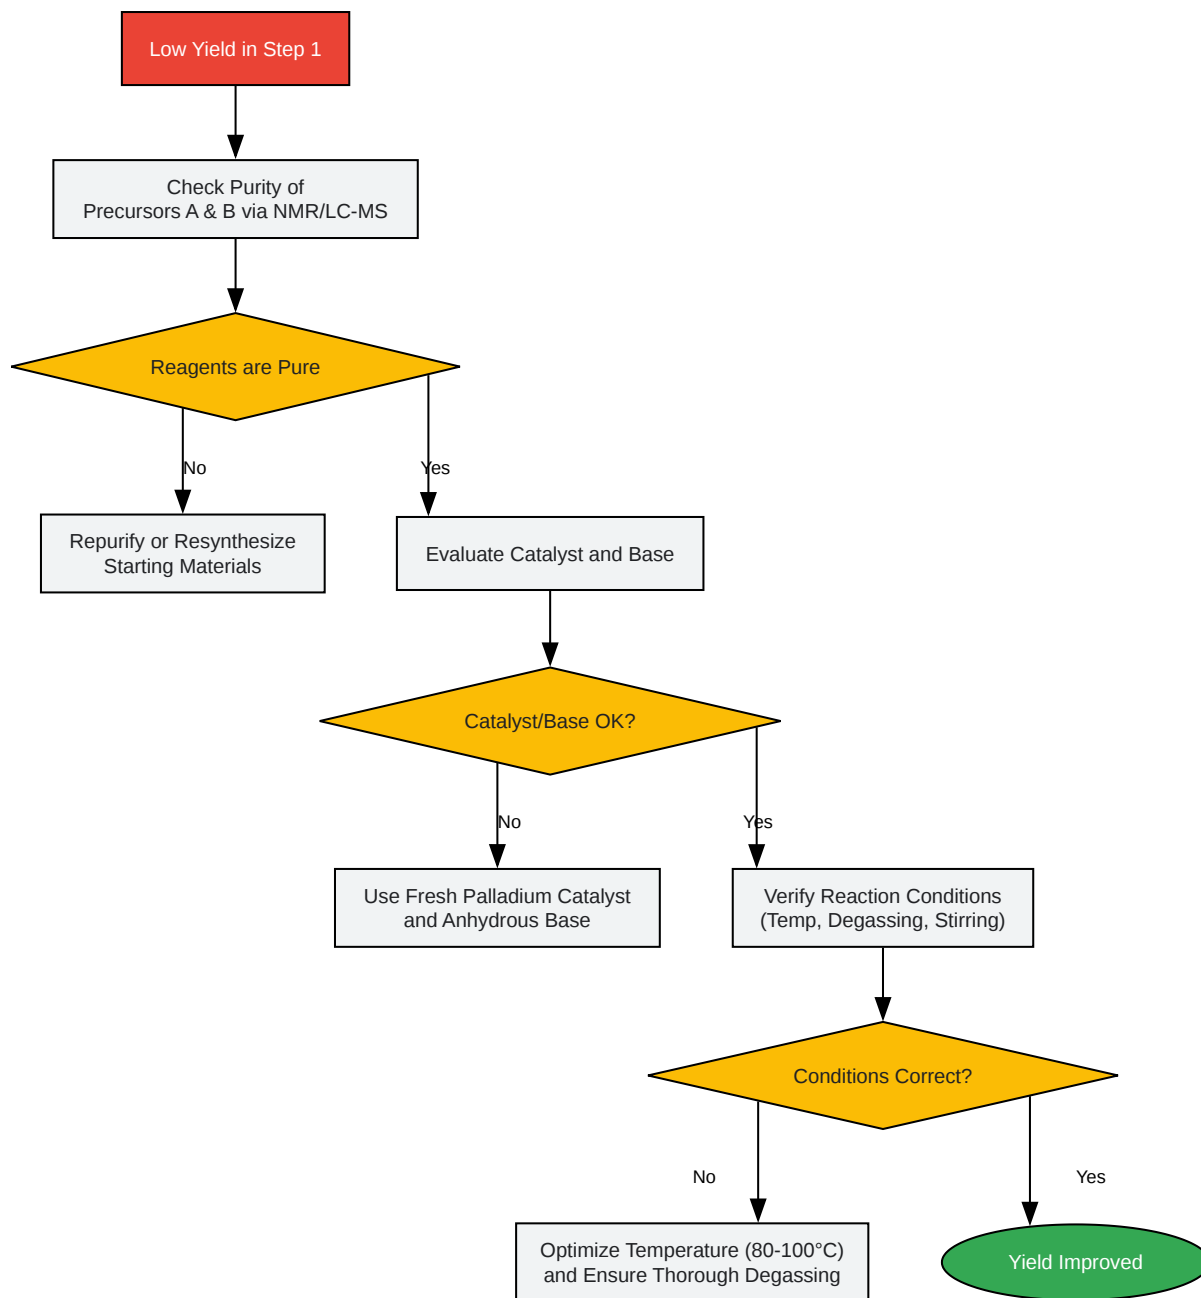 Low Yield in Step 1
Check Purity of
Precursors A & B via NMR/LC-MS
Reagents are Pure
No
Yes
Repurify or Resynthesize
Starting Materials
Evaluate Catalyst and Base
Catalyst/Base OK?
No
Yes
Use Fresh Palladium Catalyst
and Anhydrous Base
Verify Reaction Conditions
(Temp, Degassing, Stirring)
Conditions Correct?
No
Yes
Optimize Temperature (80-100°C)
and Ensure Thorough Degassing
Yield Improved